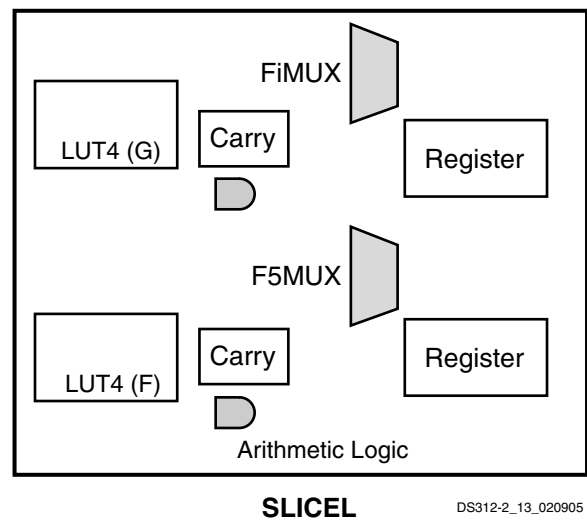 FiMUX
LUT4 (G)
Carry
Register
F5MUX
LUT4 (F)
Carry
Register
Arithmetic Logic
SLICEL
DS312-2_13_020905